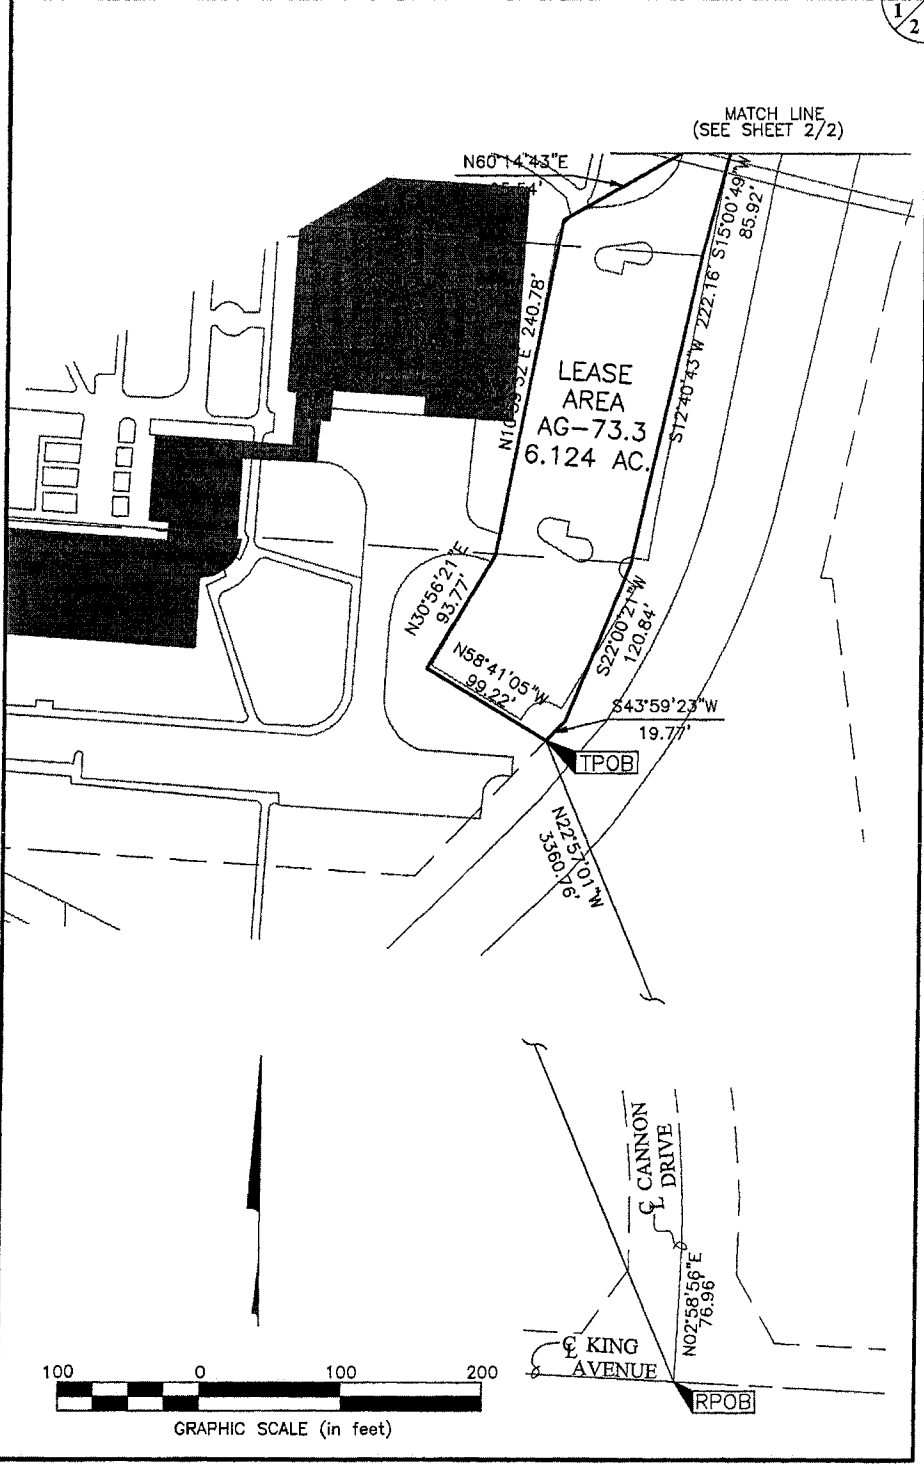 1
2
MATCH LINE
(SEE SHEET 2/2)
N60°14'43"E
S15°00'49"W
85.92'
240.78'
S12°40'43"W 222.16'
LEASE
AREA
AG-73.3
6.124 AC.
N30°56'21"E
93.77'
N58°41'05"W
99.22'
S22°00'21"W
120.84'
S43°59'23"W
19.77'
TPOB
N22°57'01"W
3360.76'
℄ CANNON
DRIVE
N02°58'56"E
76.96'
℄ KING
AVENUE
RPOB
100 0 100 200
GRAPHIC SCALE (in feet)